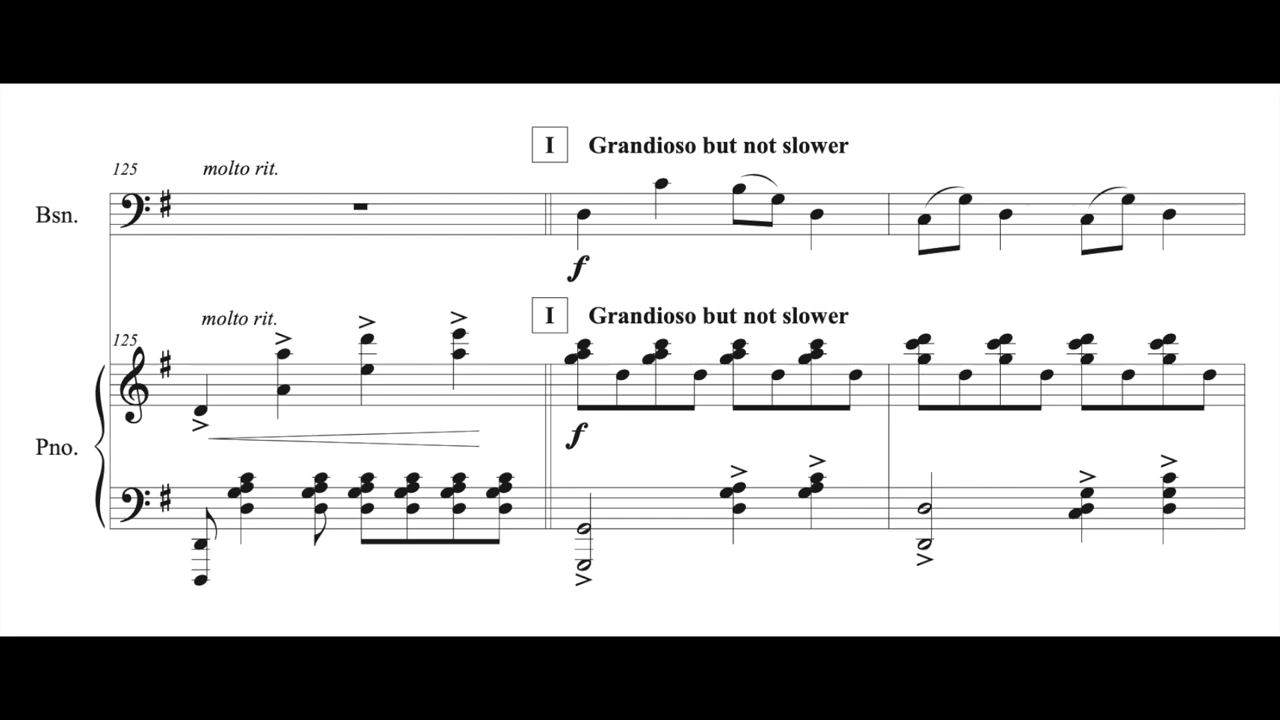 I Grandioso but not slower
125 molto rit.
Bsn.
f
I Grandioso but not slower
molto rit.
125
f
Pno.